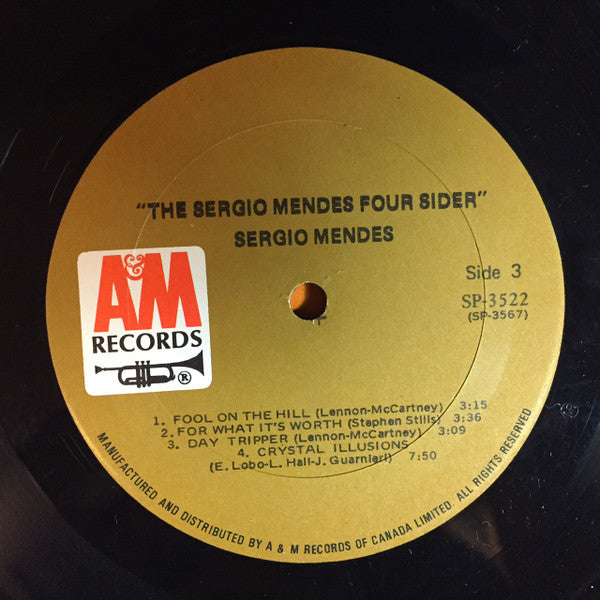 "THE SERGIO MENDES FOUR SIDER"
SERGIO MENDES
A&M
RECORDS
®
Side 3
SP-3522
(SP-3567)
1. FOOL ON THE HILL (Lennon-McCartney) 3:15
2. FOR WHAT IT'S WORTH (Stephen Stills) 3:36
3. DAY TRIPPER (Lennon-McCartney) 3:09
4. CRYSTAL ILLUSIONS
(E. Lobo-L. Hall-J. Guarnieri) 7:50
MANUFACTURED AND DISTRIBUTED BY A & M RECORDS OF CANADA LIMITED. ALL RIGHTS RESERVED